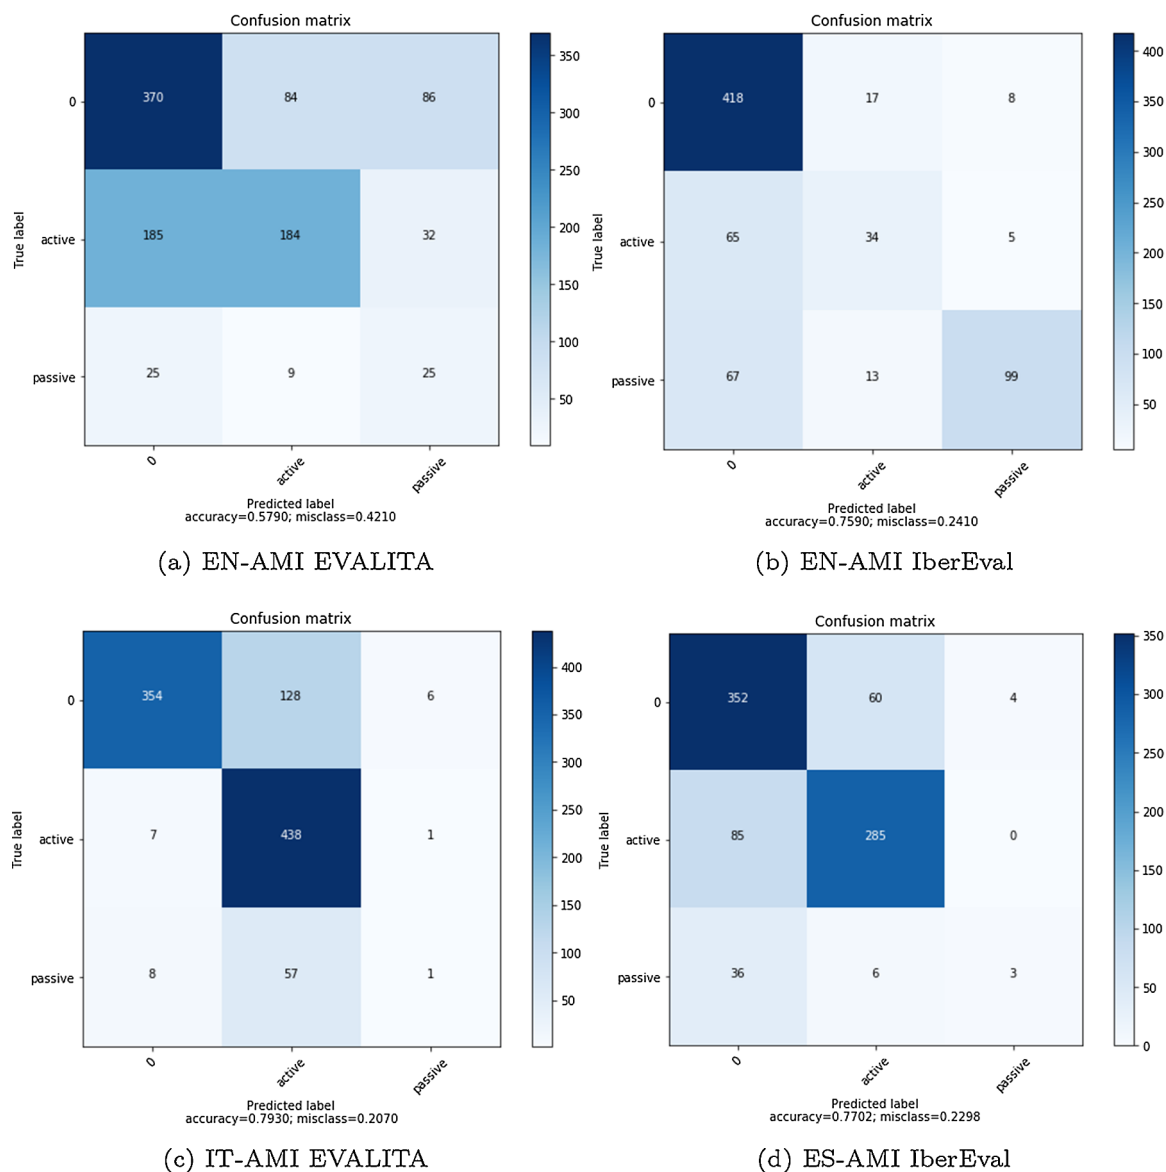 Confusion matrix
350
300
250
200
150
100
50
0
active
passive
True label
370 84 86
185 184 32
25 9 25
0 active passive
Predicted label
accuracy=0.5790; misclass=0.4210
(a) EN-AMI EVALITA
Confusion matrix
400
350
300
250
200
150
100
50
0
active
passive
True label
418 17 8
65 34 5
67 13 99
0 active passive
Predicted label
accuracy=0.7590; misclass=0.2410
(b) EN-AMI IberEval
Confusion matrix
400
350
300
250
200
150
100
50
0
active
passive
True label
354 128 6
7 438 1
8 57 1
0 active passive
Predicted label
accuracy=0.7930; misclass=0.2070
(c) IT-AMI EVALITA
Confusion matrix
350
300
250
200
150
100
50
0
0
active
passive
True label
352 60 4
85 285 0
36 6 3
0 active passive
Predicted label
accuracy=0.7702; misclass=0.2298
(d) ES-AMI IberEval